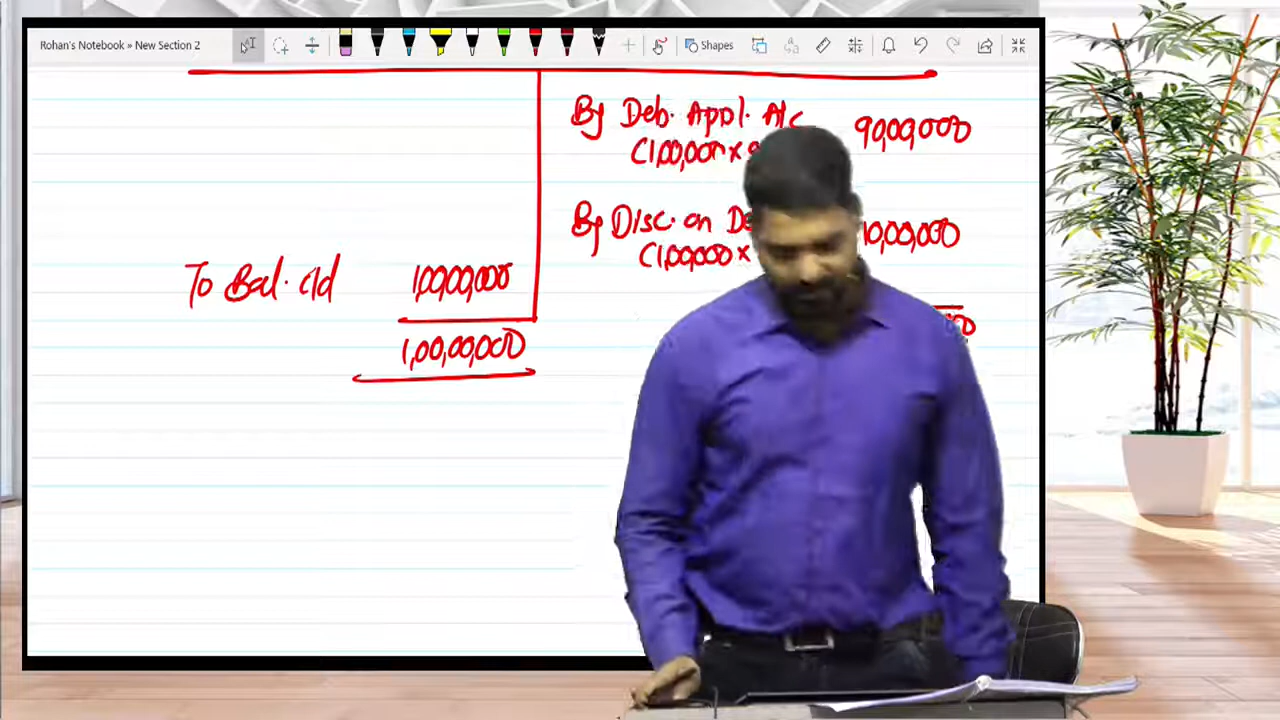 Rohan's Notebook » New Section 2
Shapes
By Deb. Appl. A/c 90,00,000
(1,00,000 ×
By Disc. on 10,00,000
(1,00,000 ×
To Bal. c/d 1,00,00,000
1,00,00,000